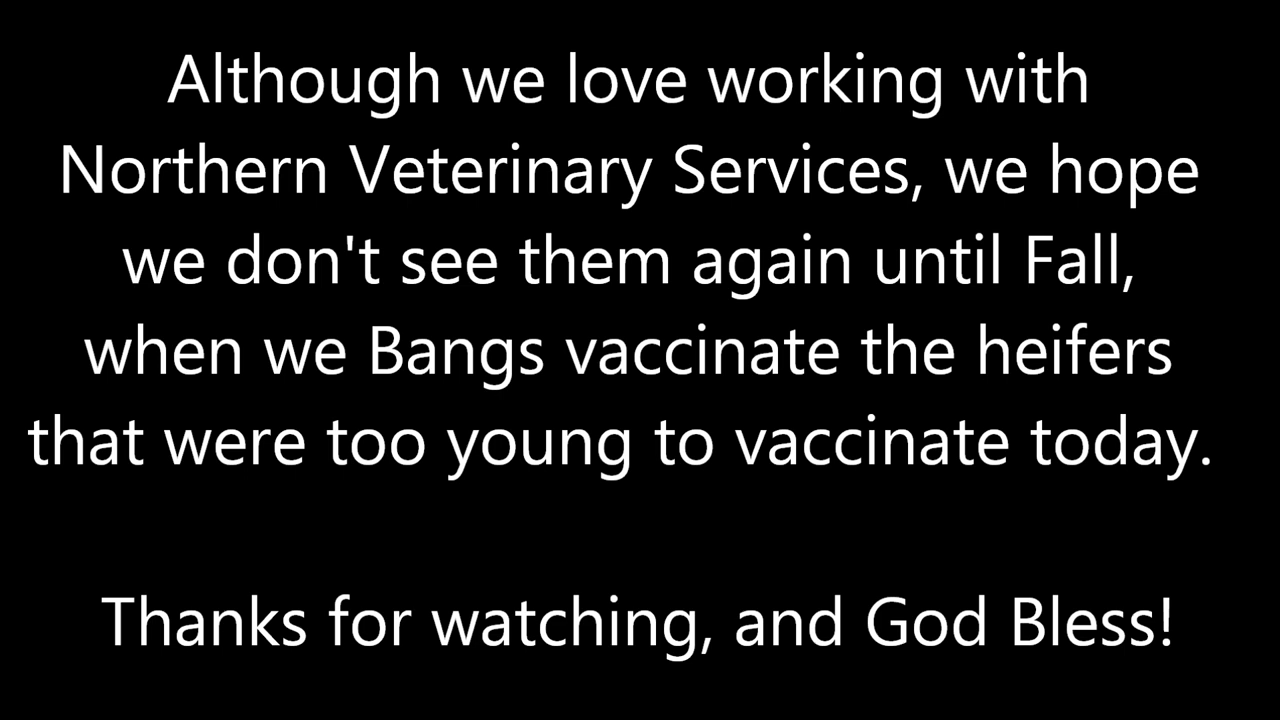 Although we love working with
Northern Veterinary Services, we hope
we don't see them again until Fall,
when we Bangs vaccinate the heifers
that were too young to vaccinate today.
Thanks for watching, and God Bless!